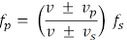 f_p = ( (v ± v_p) / (v ± v_s) ) f_s